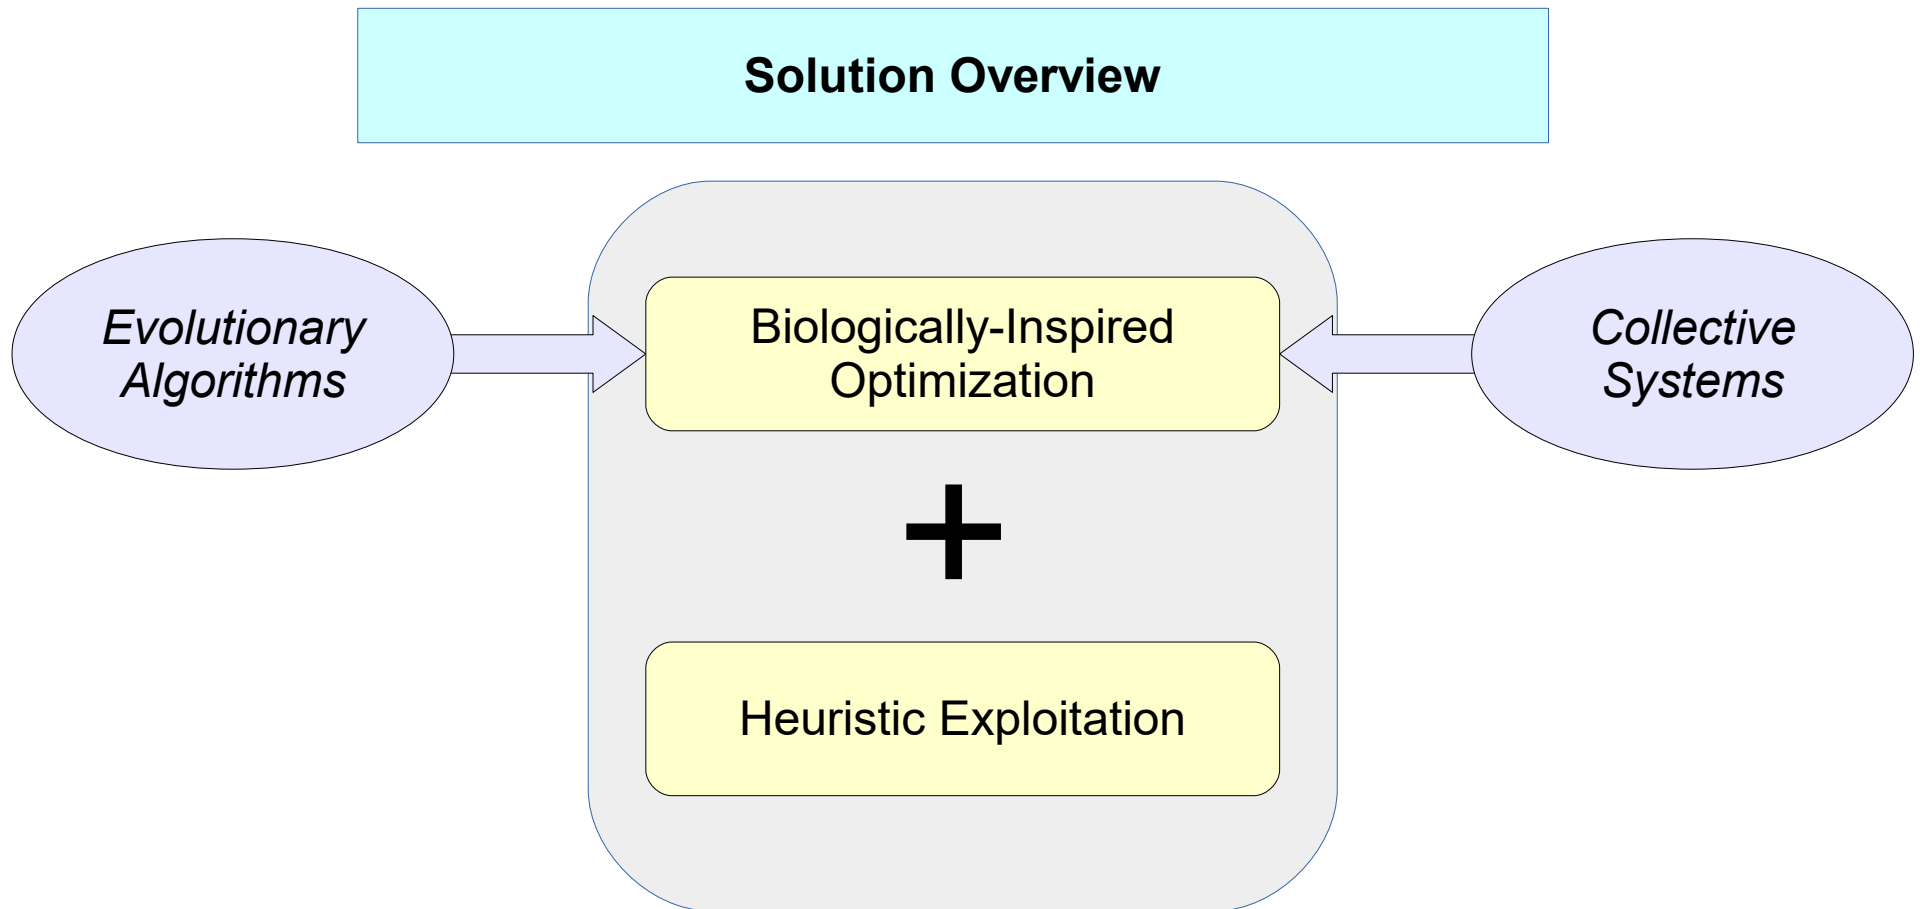 Solution Overview
Evolutionary
Algorithms
Biologically-Inspired
Optimization
Collective
Systems
+
Heuristic Exploitation